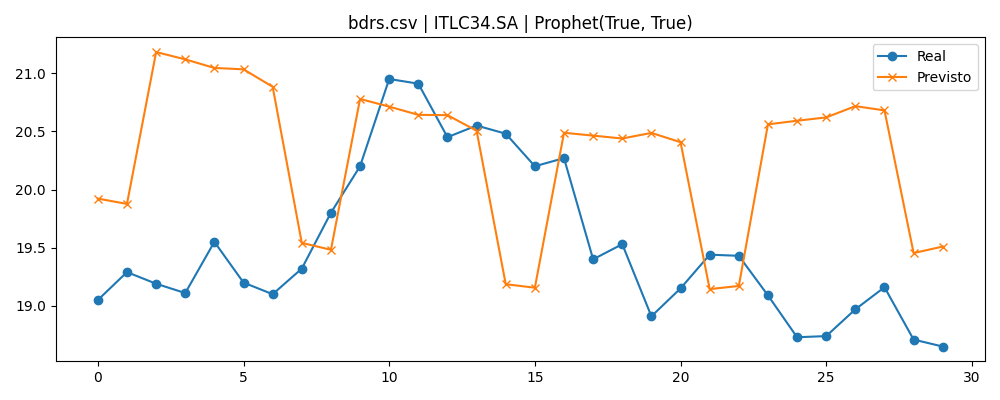 bdrs.csv | ITLC34.SA | Prophet(True, True)
Real
Previsto
21.0
20.5
20.0
19.5
19.0
0 5 10 15 20 25 30